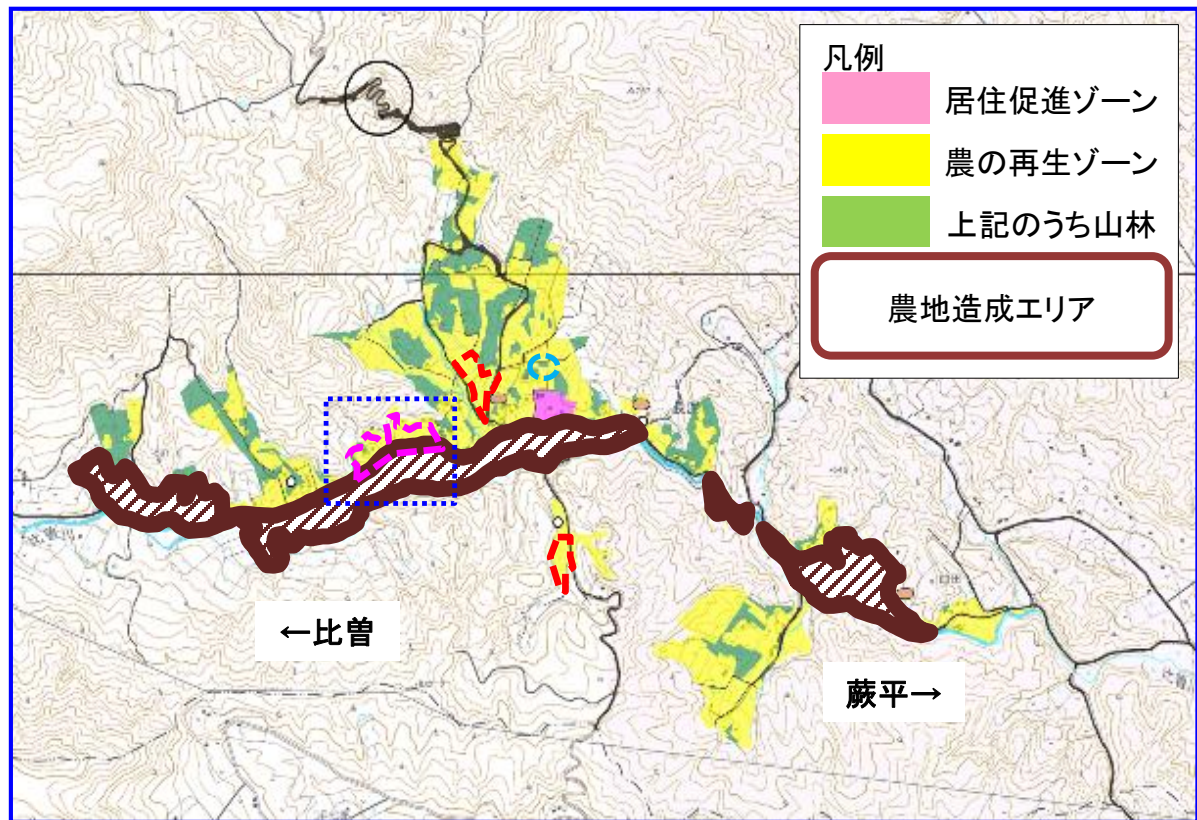 凡例
居住促進ゾーン
農の再生ゾーン
上記のうち山林
農地造成エリア
←比曽
蕨平→